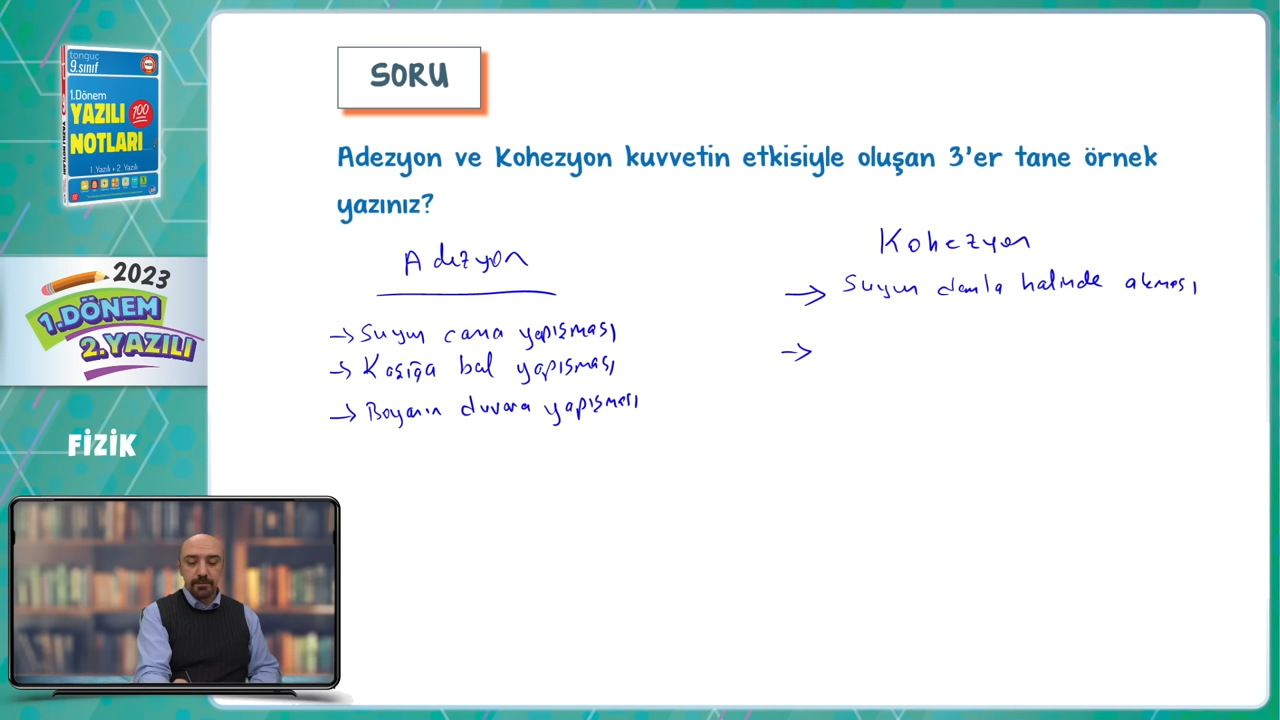 tonguç
9.sınıf
1.Dönem
YAZILI
100
NOTLARI
1.Yazılı + 2.Yazılı
YAZILI NOTLARI
2023
1.DÖNEM
2.YAZILI
FİZİK
SORU
Adezyon ve Kohezyon kuvvetin etkisiyle oluşan 3'er tane örnek
yazınız?
Adezyon
→ Suyun cama yapışması
→ Kaşığa bal yapışması
→ Boyanın duvara yapışması
Kohezyon
→ Suyun damla halinde akması
→